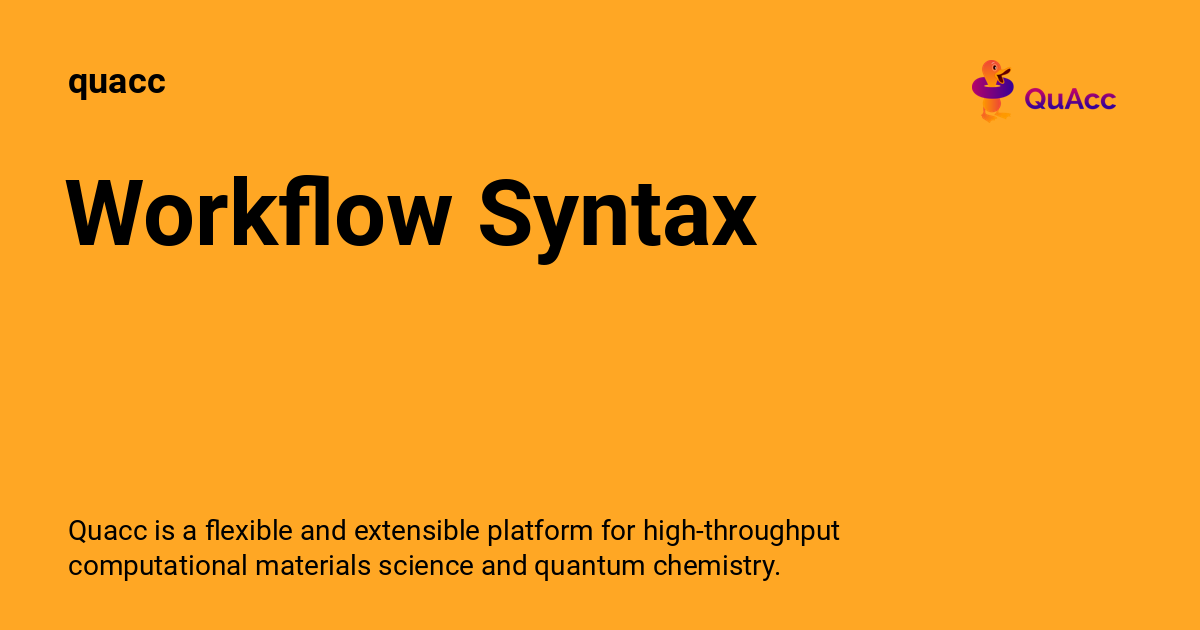 quacc
QuAcc
Workflow Syntax
Quacc is a flexible and extensible platform for high-throughput
computational materials science and quantum chemistry.